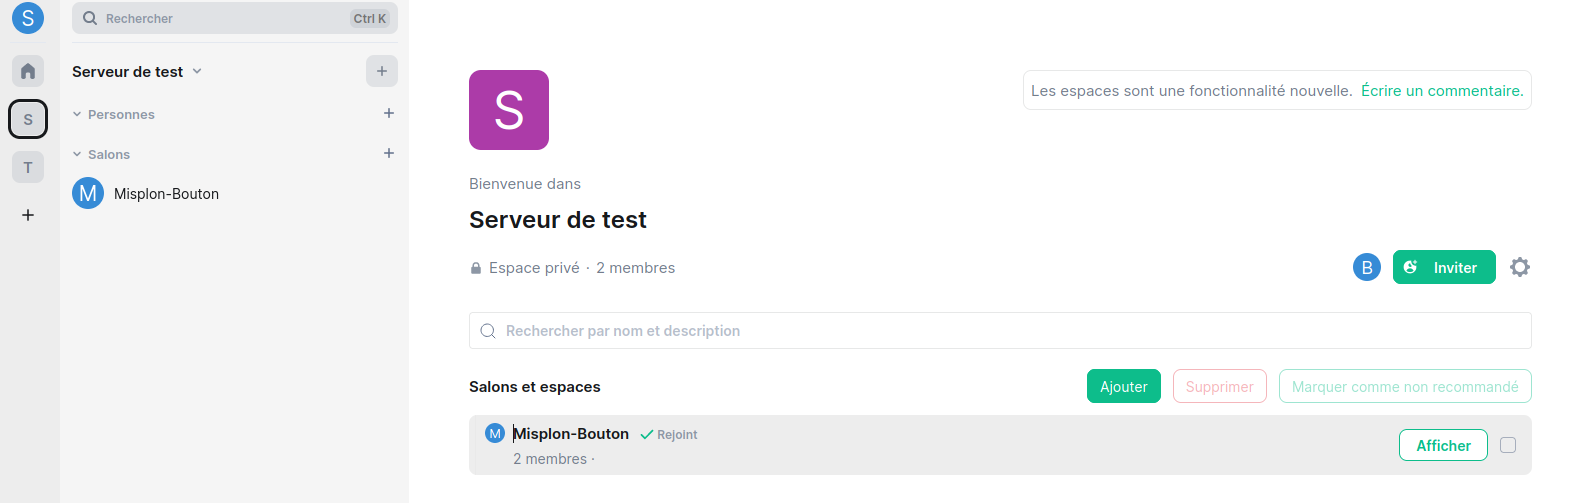 S
Rechercher
Ctrl K
Serveur de test
Personnes
S
Salons
T
M
Misplon-Bouton
S
Les espaces sont une fonctionnalité nouvelle. Écrire un commentaire.
Bienvenue dans
Serveur de test
Espace privé · 2 membres
B
Inviter
Rechercher par nom et description
Salons et espaces
Ajouter
Supprimer
Marquer comme non recommandé
M
Misplon-Bouton
Rejoint
2 membres ·
Afficher